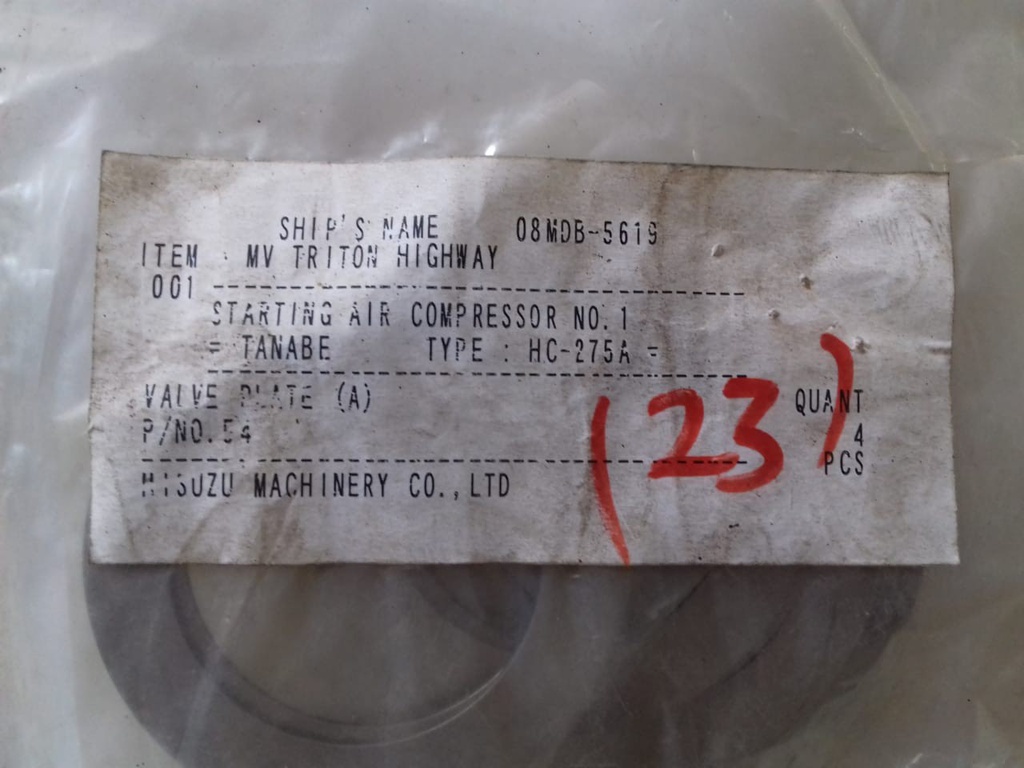 SHIP'S NAME 08MDB-5619
ITEM : MV TRITON HIGHWAY
001 --------------------------------------------------
STARTING AIR COMPRESSOR NO.1
= TANABE TYPE : HC-275A =
--------------------------------------------------
VALVE PLATE (A) QUANT
P/NO.54 4
-------------------------------------------------- PCS
MISUZU MACHINERY CO.,LTD
(23)